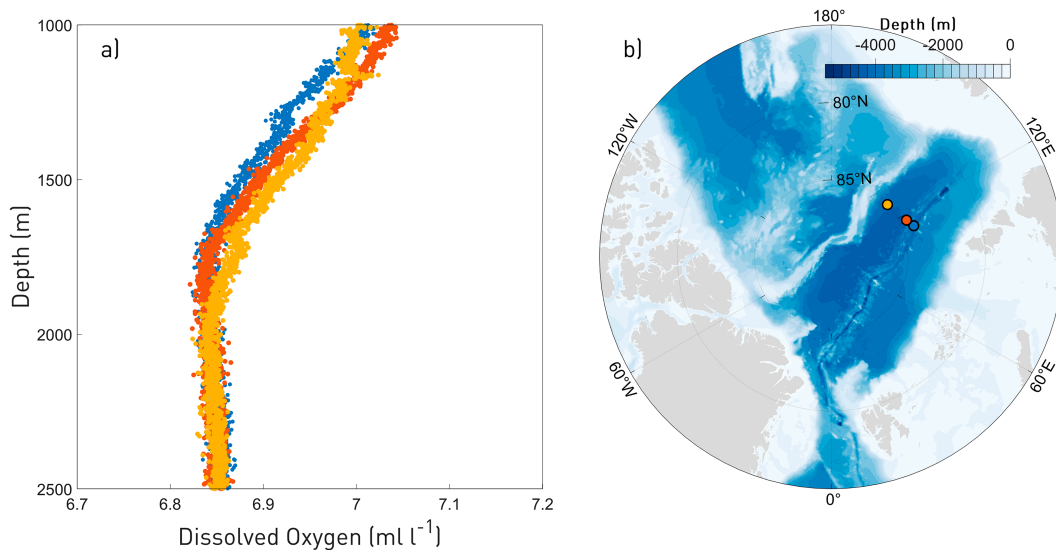 a)
1000
1500
2000
2500
Depth (m)
6.7
6.8
6.9
7
7.1
7.2
Dissolved Oxygen (ml l⁻¹)
b)
180°
Depth (m)
-4000
-2000
0
80°N
85°N
120°W
120°E
60°W
60°E
0°